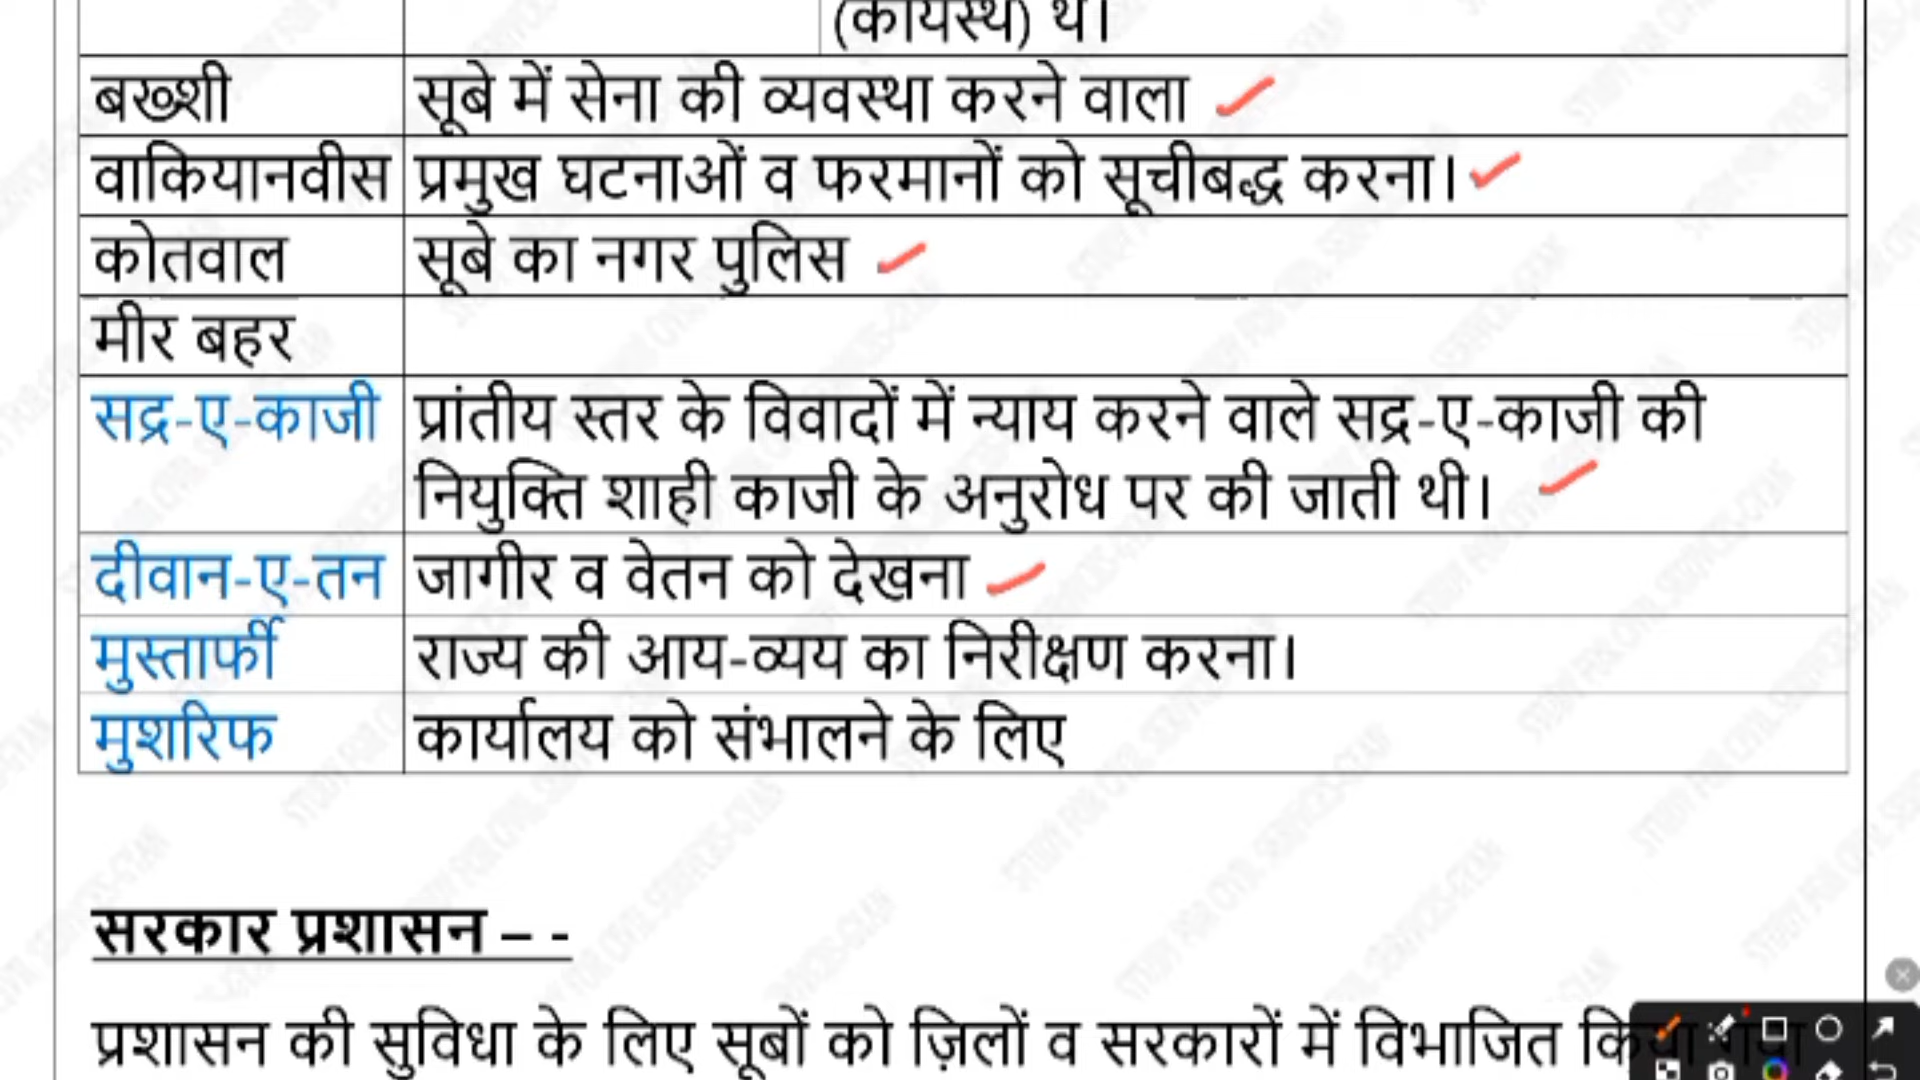 (कायस्थ) थे।
बख्शी सूबे में सेना की व्यवस्था करने वाला
वाकियानवीस प्रमुख घटनाओं व फरमानों को सूचीबद्ध करना।
कोतवाल सूबे का नगर पुलिस
मीर बहर
सद्र-ए-काजी प्रांतीय स्तर के विवादों में न्याय करने वाले सद्र-ए-काजी की
नियुक्ति शाही काजी के अनुरोध पर की जाती थी।
दीवान-ए-तन जागीर व वेतन को देखना
मुस्तार्फी राज्य की आय-व्यय का निरीक्षण करना।
मुशरिफ कार्यालय को संभालने के लिए
सरकार प्रशासन – -
प्रशासन की सुविधा के लिए सूबों को ज़िलों व सरकारों में विभाजित किया गया